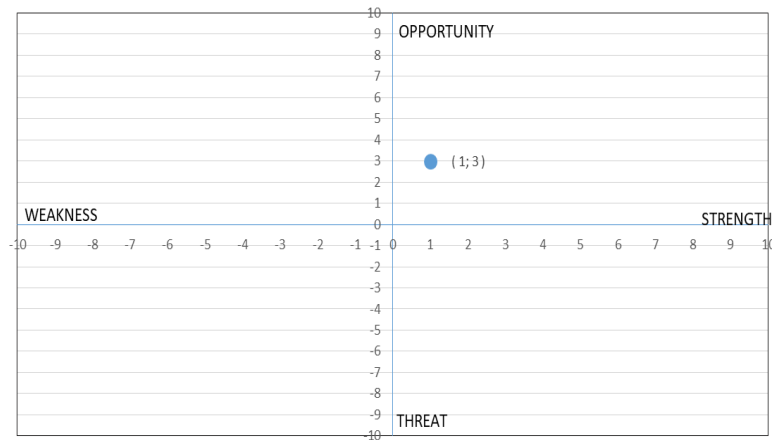 10
9 OPPORTUNITY
8
7
6
5
4
3 ( 1; 3 )
2
1
WEAKNESS
0 STRENGTH
-10 -9 -8 -7 -6 -5 -4 -3 -2 -1 -1 0 1 2 3 4 5 6 7 8 9 10
-2
-3
-4
-5
-6
-7
-8
-9 THREAT
-10